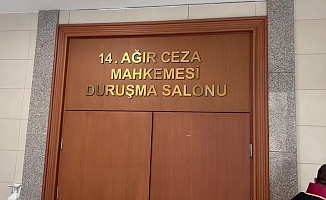 14. AĞIR CEZA
MAHKEMESİ
DURUŞMA SALONU